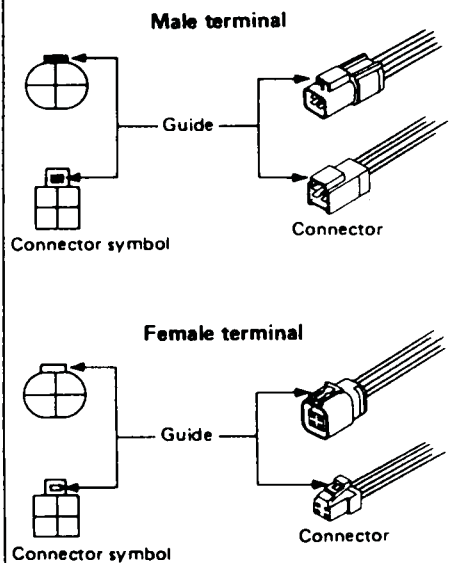 Male terminal
Guide
Connector symbol
Connector
Female terminal
Guide
Connector symbol
Connector